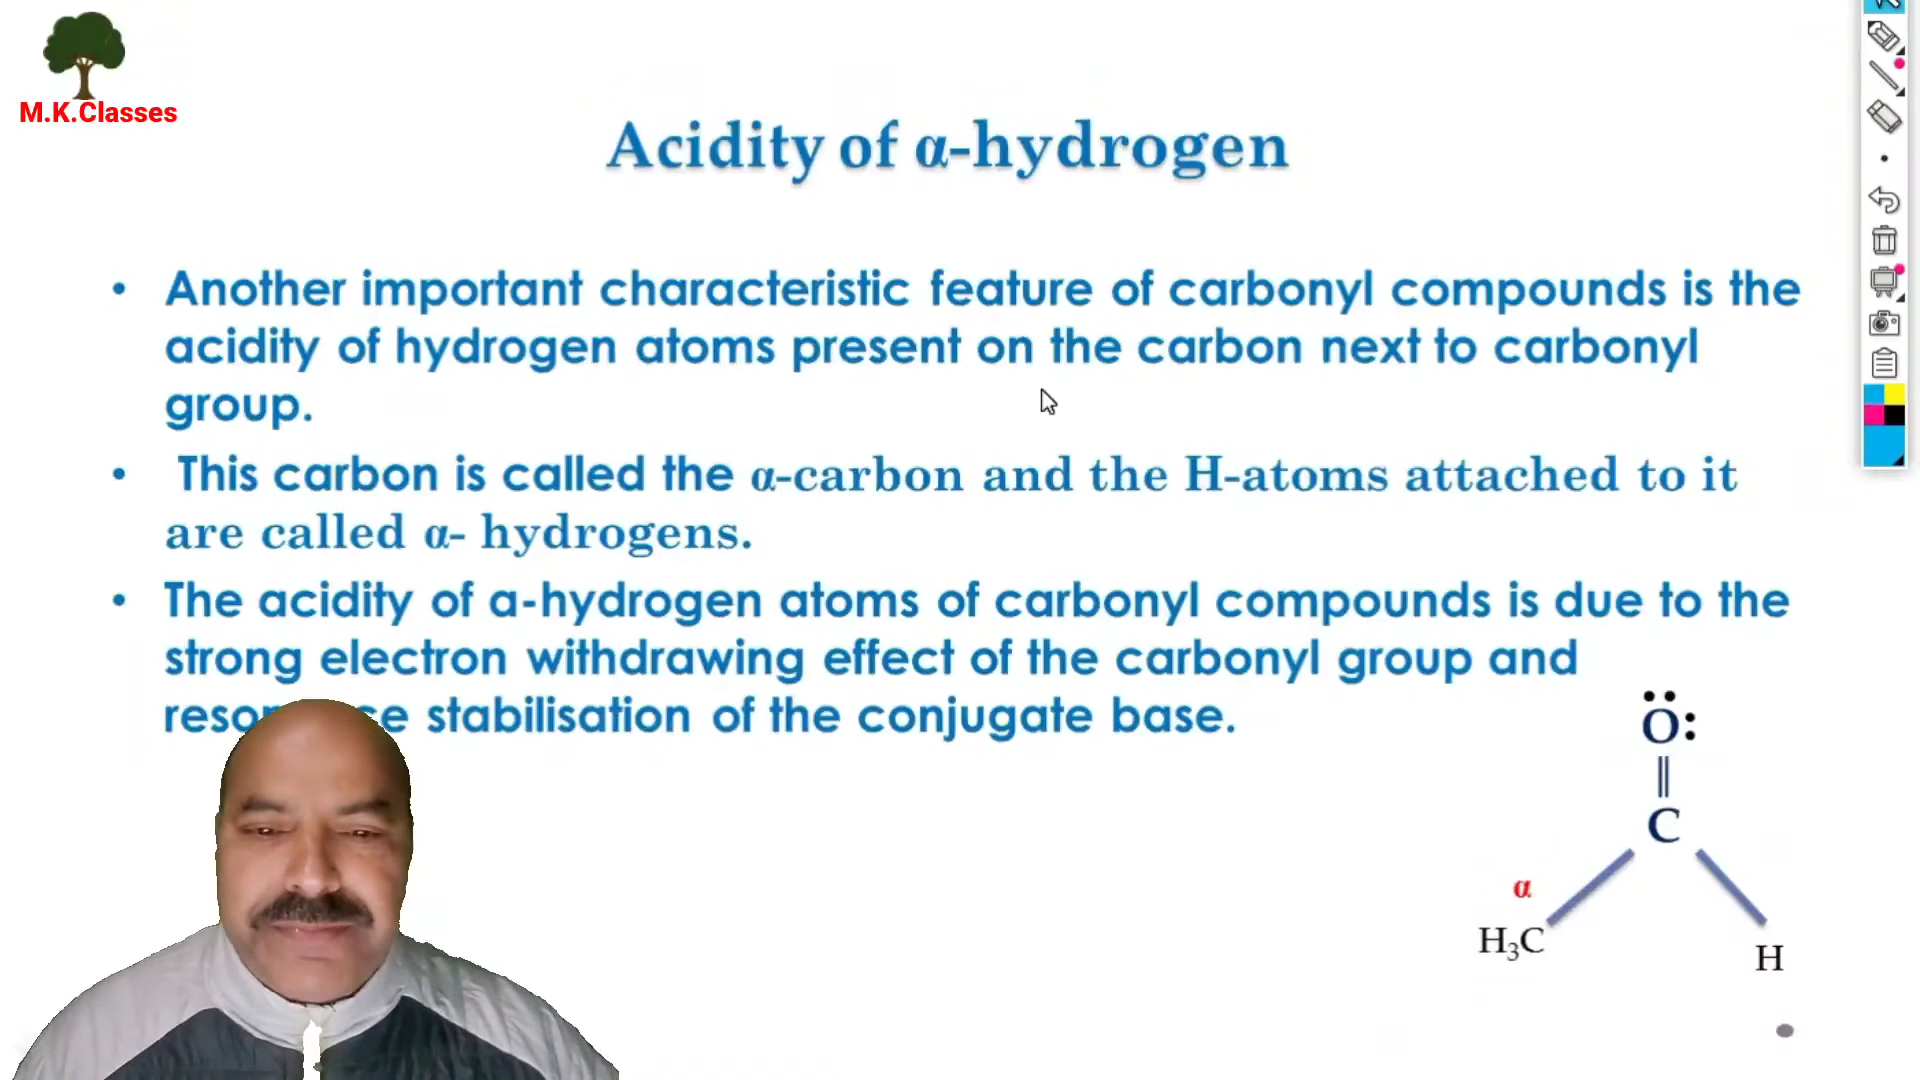 M.K.Classes
Acidity of α-hydrogen
• Another important characteristic feature of carbonyl compounds is the
acidity of hydrogen atoms present on the carbon next to carbonyl
group.
• This carbon is called the α-carbon and the H-atoms attached to it
are called α- hydrogens.
• The acidity of a-hydrogen atoms of carbonyl compounds is due to the
strong electron withdrawing effect of the carbonyl group and
stabilisation of the conjugate base.
O
C
α
H₃C
H